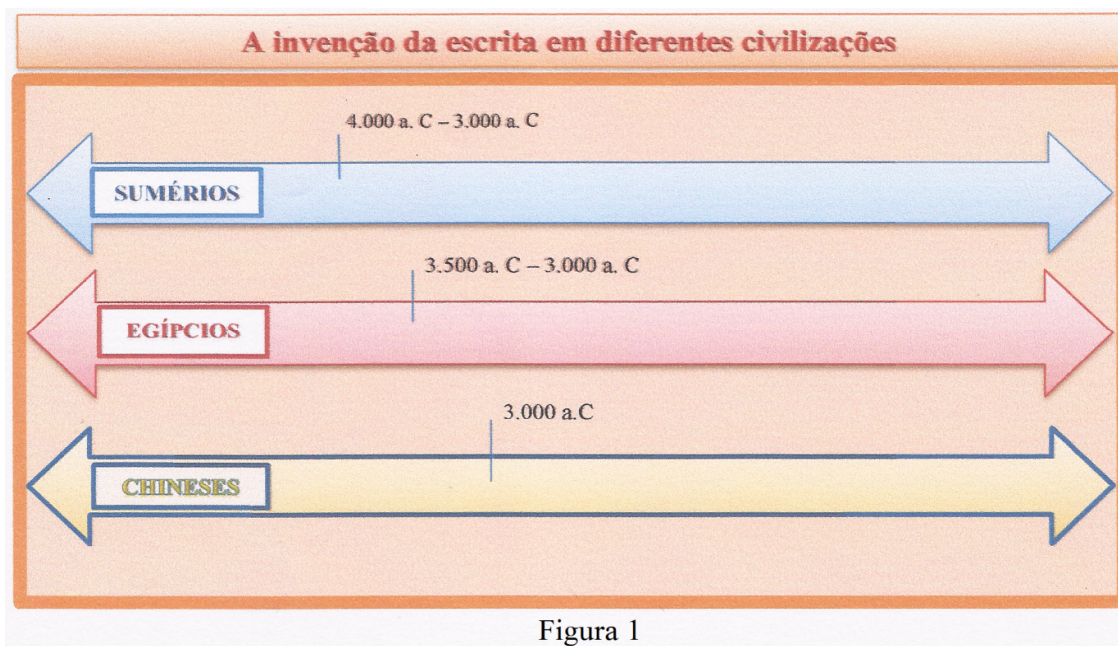 A invenção da escrita em diferentes civilizações
4.000 a. C – 3.000 a. C
SUMÉRIOS
3.500 a. C – 3.000 a. C
EGÍPCIOS
3.000 a.C
CHINESES
Figura 1